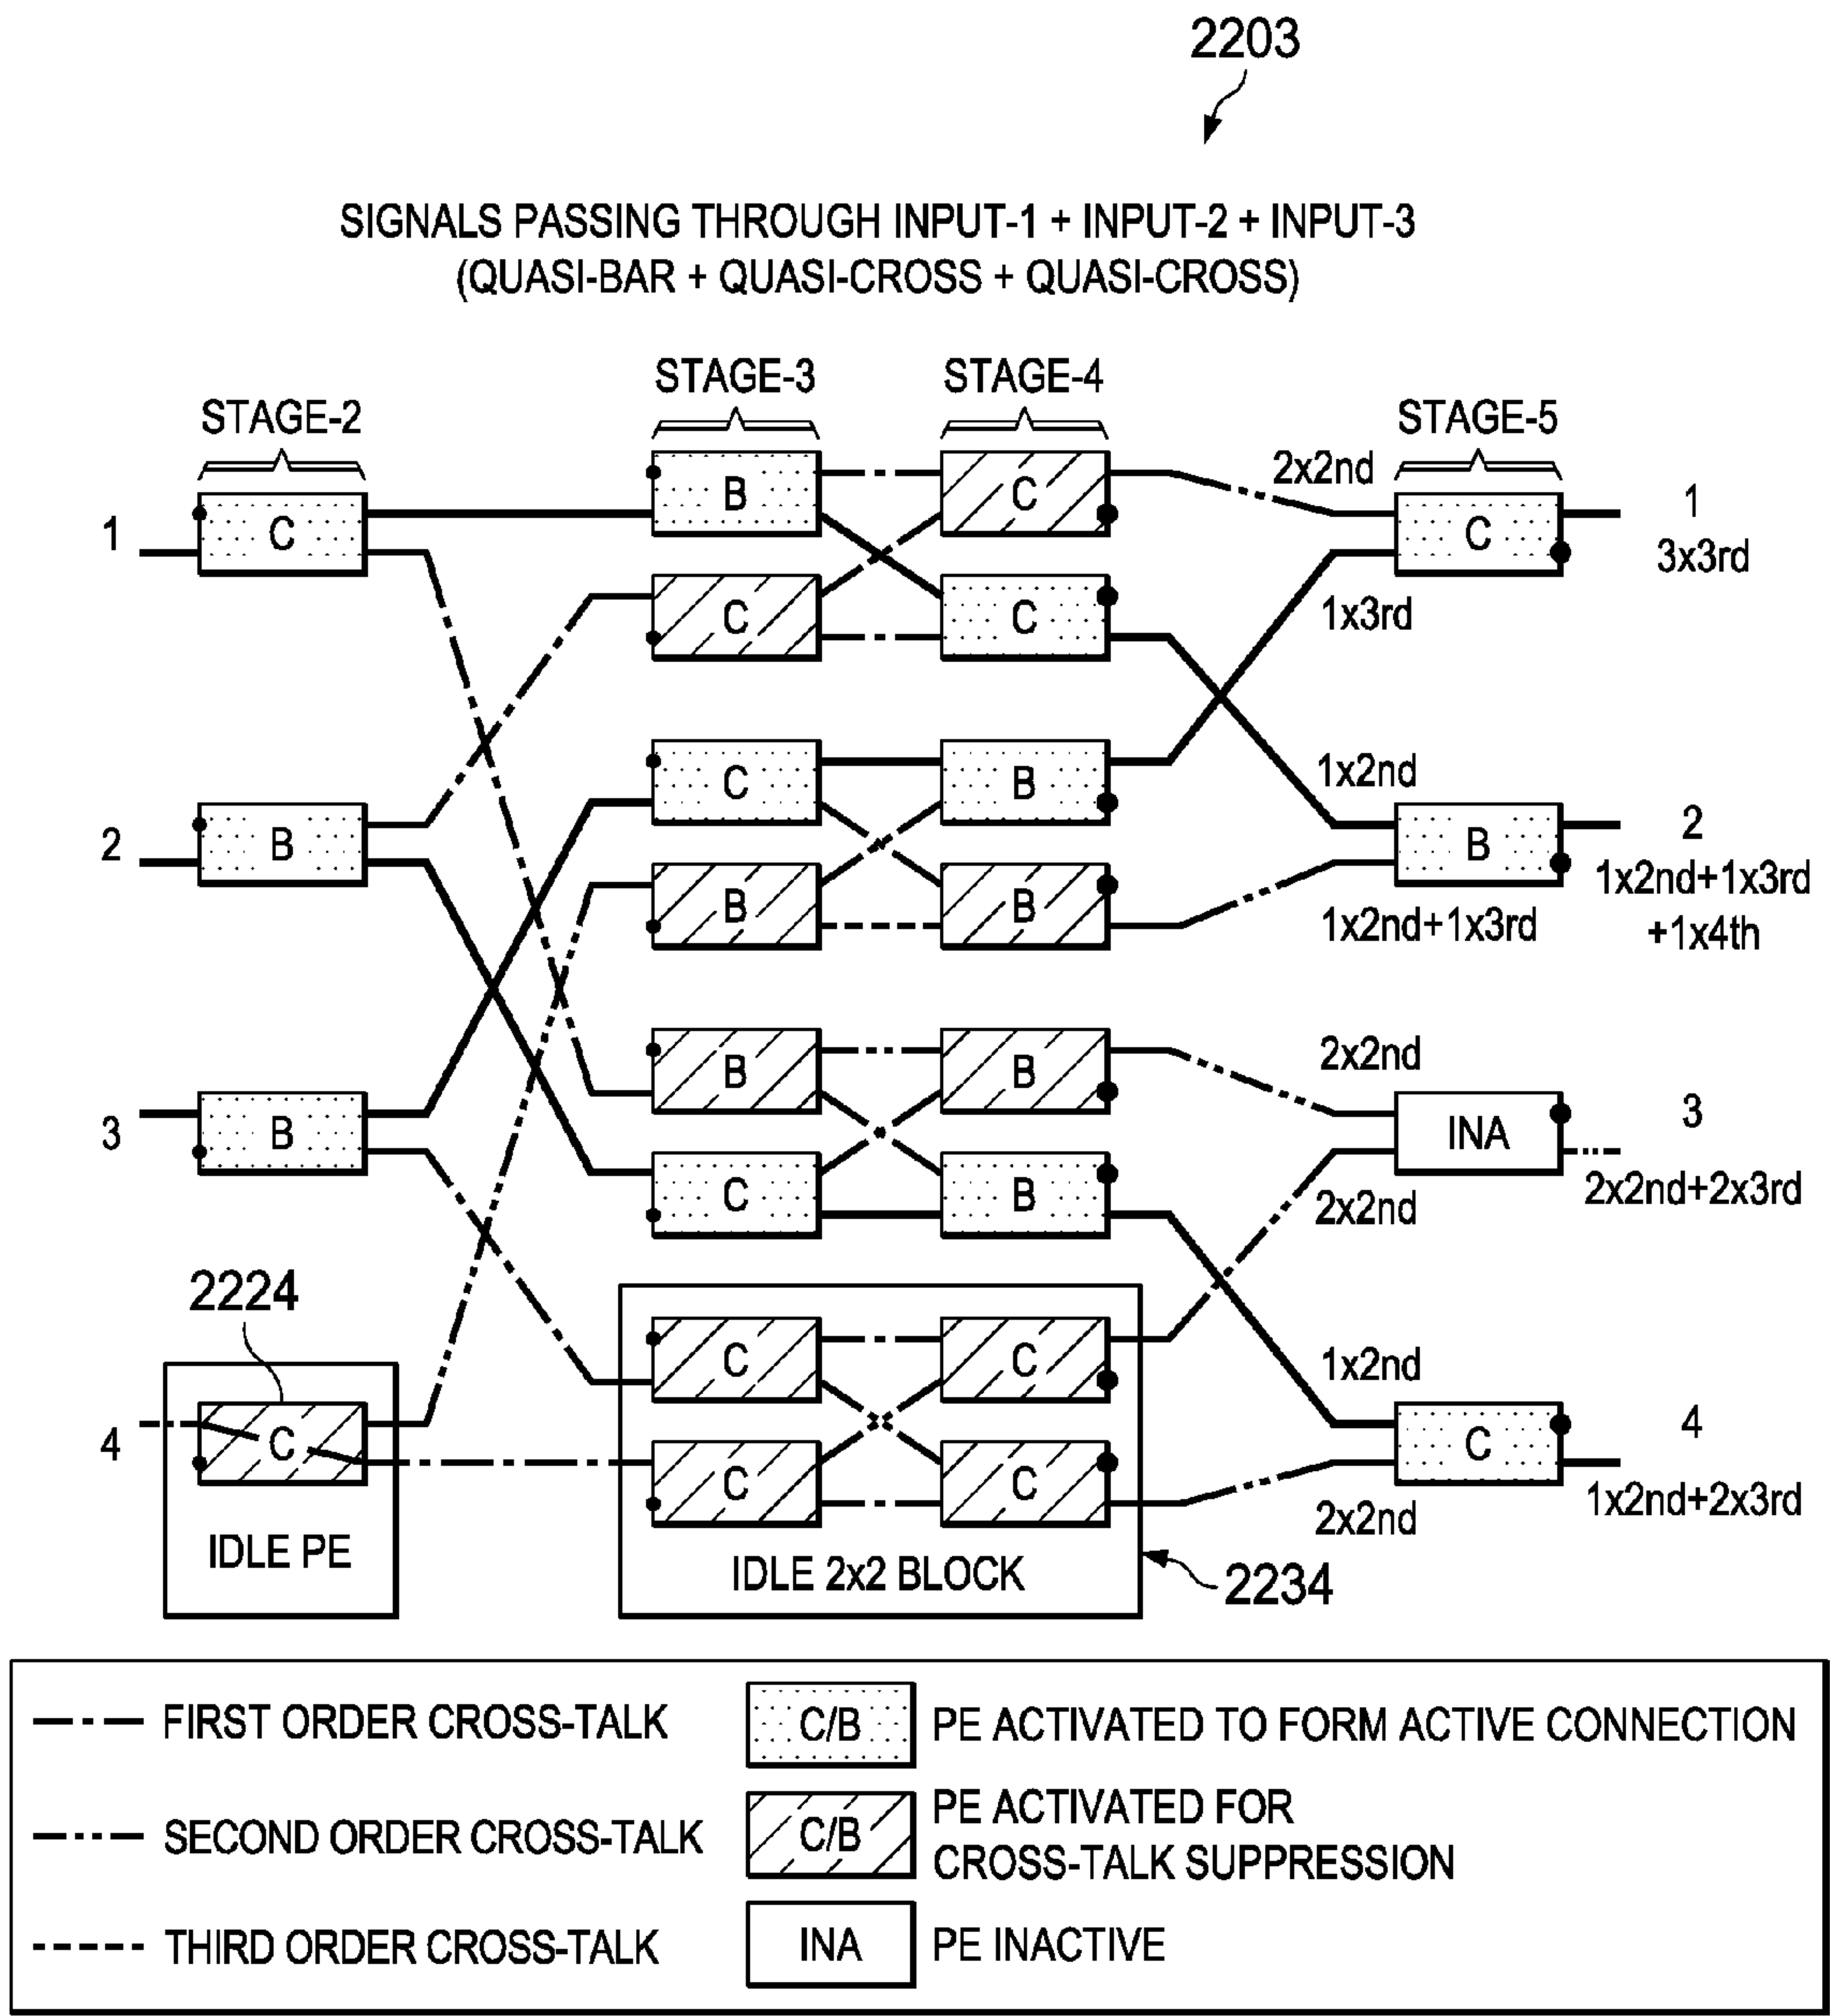 2203
SIGNALS PASSING THROUGH INPUT-1 + INPUT-2 + INPUT-3
(QUASI-BAR + QUASI-CROSS + QUASI-CROSS)
STAGE-2
STAGE-3
STAGE-4
STAGE-5
1
C
B
C
2x2nd
C
1
3x3rd
C
C
1x3rd
2
B
C
B
1x2nd
B
2
1x2nd+1x3rd
+1x4th
B
B
1x2nd+1x3rd
3
B
B
B
2x2nd
INA
3
2x2nd+2x3rd
C
B
2x2nd
2224
4
C
IDLE PE
C
C
1x2nd
C
4
1x2nd+2x3rd
C
C
2x2nd
IDLE 2x2 BLOCK
2234
FIRST ORDER CROSS-TALK
C/B
PE ACTIVATED TO FORM ACTIVE CONNECTION
SECOND ORDER CROSS-TALK
C/B
PE ACTIVATED FOR
CROSS-TALK SUPPRESSION
THIRD ORDER CROSS-TALK
INA
PE INACTIVE